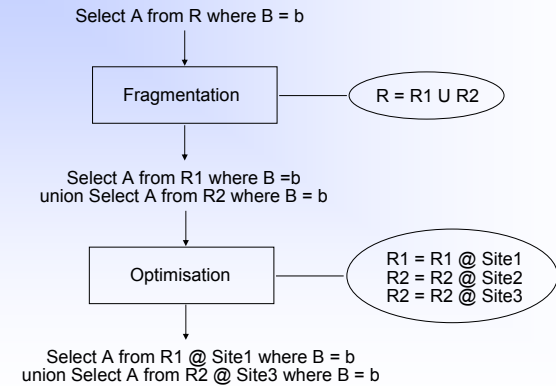 Select A from R where B = b
Fragmentation
R = R1 U R2
Select A from R1 where B =b
union Select A from R2 where B = b
Optimisation
R1 = R1 @ Site1
R2 = R2 @ Site2
R2 = R2 @ Site3
Select A from R1 @ Site1 where B = b
union Select A from R2 @ Site3 where B = b